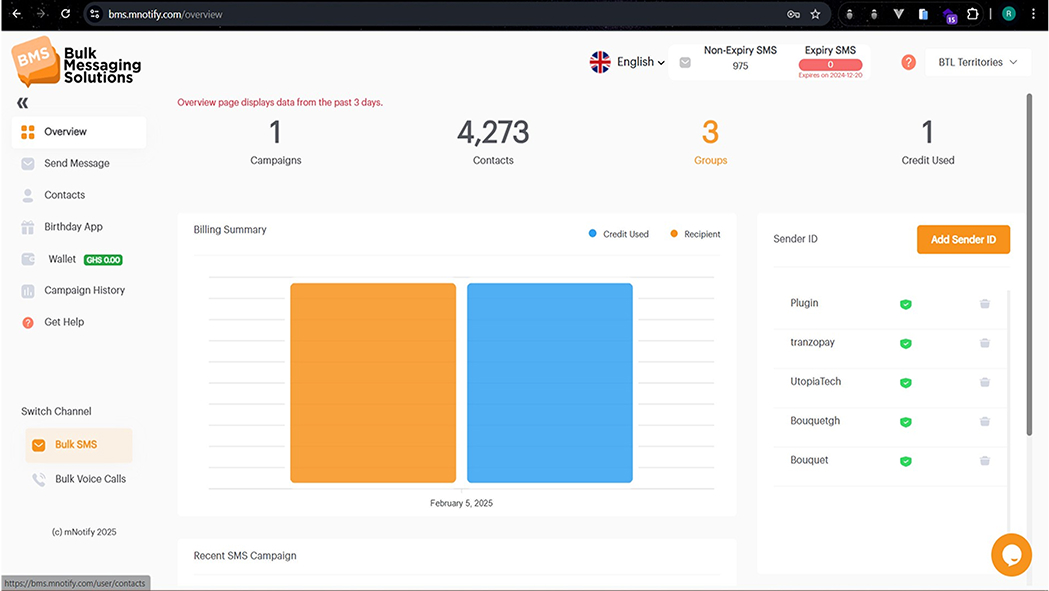 bms.mnotify.com/overview
15
R
BMS
Bulk
Messaging
Solutions
English
Non-Expiry SMS
975
Expiry SMS
0
Expires on 2024-12-20
?
BTL Territories
Overview page displays data from the past 3 days.
Overview
Send Message
Contacts
Birthday App
Wallet GHS 0.00
Campaign History
? Get Help
Switch Channel
Bulk SMS
Bulk Voice Calls
(c) mNotify 2025
1
Campaigns
4,273
Contacts
3
Groups
1
Credit Used
Billing Summary
Credit Used
Recipient
February 5, 2025
Sender ID
Add Sender ID
Plugin
tranzopay
UtopiaTech
Bouquetgh
Bouquet
Recent SMS Campaign
https://bms.mnotify.com/user/contacts